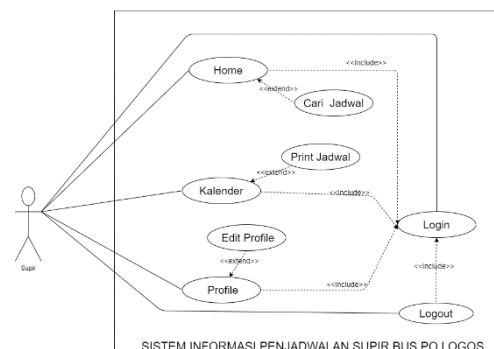 <<Include>>
Home
<<extend>>
Cari Jadwal
Print Jadwal
<<extend>>
Kalender
<<Include>>
Login
Edit Profile
<<extend>>
Supir
<<Include>>
<<Include>>
Profile
Logout
SISTEM INFORMASI PENJADWALAN SUPIR BUS PO LOGOS